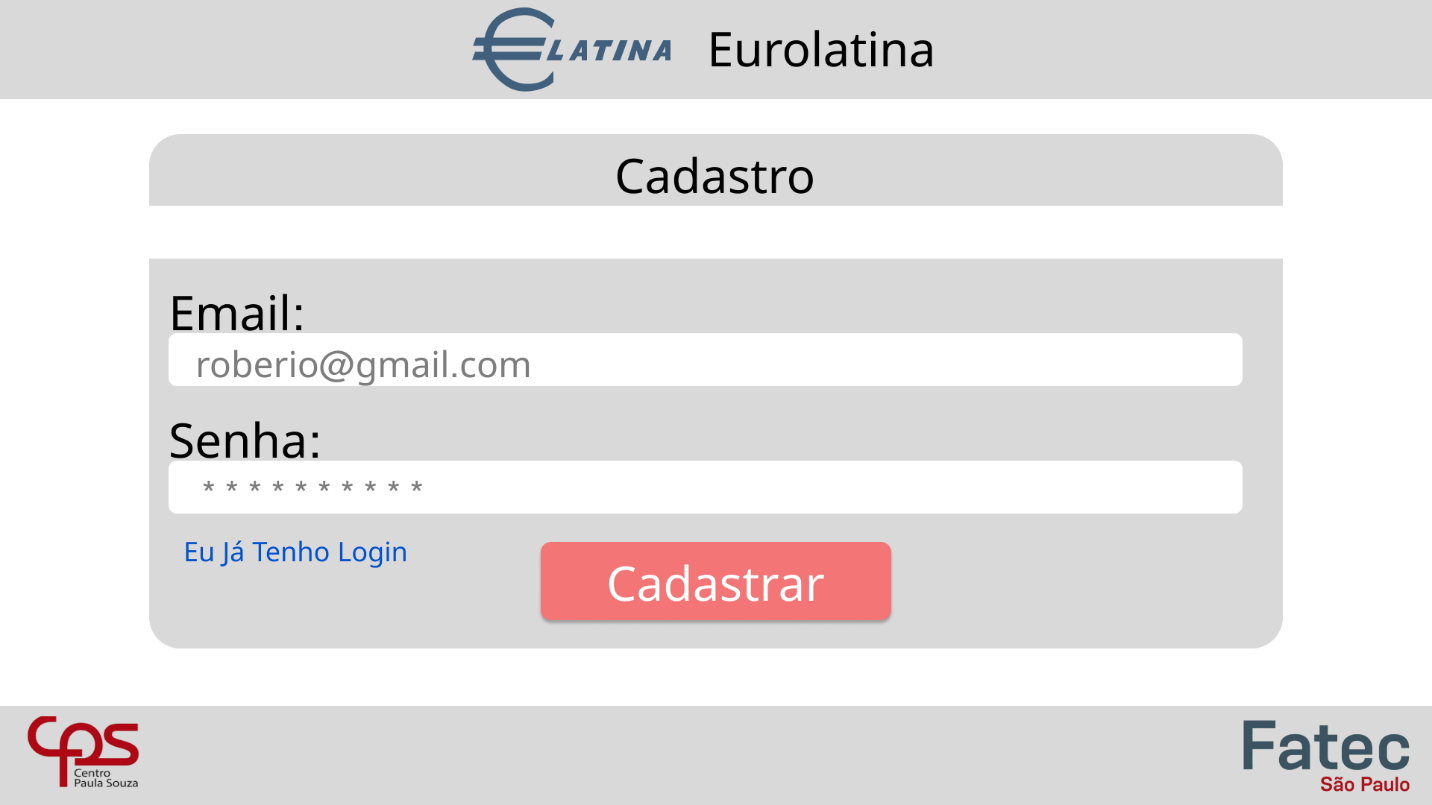 €LATINA Eurolatina
Cadastro
Email:
roberio@gmail.com
Senha:
* * * * * * * * * *
Eu Já Tenho Login
Cadastrar
cps
Centro
Paula Souza
Fatec
São Paulo